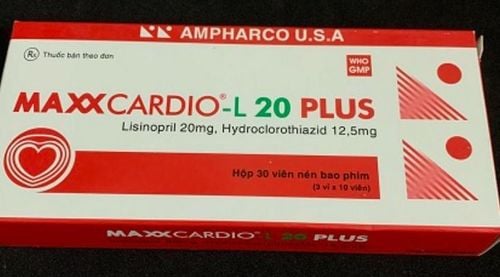 AMPHARCO U.S.A
Rx Thuốc bán theo đơn
WHO
GMP
MAXXCARDIO®-L 20 PLUS
Lisinopril 20mg, Hydroclorothiazid 12,5mg
Hộp 30 viên nén bao phim
(3 vỉ x 10 viên)
MAXXCARDIO®-L 20 PLUS